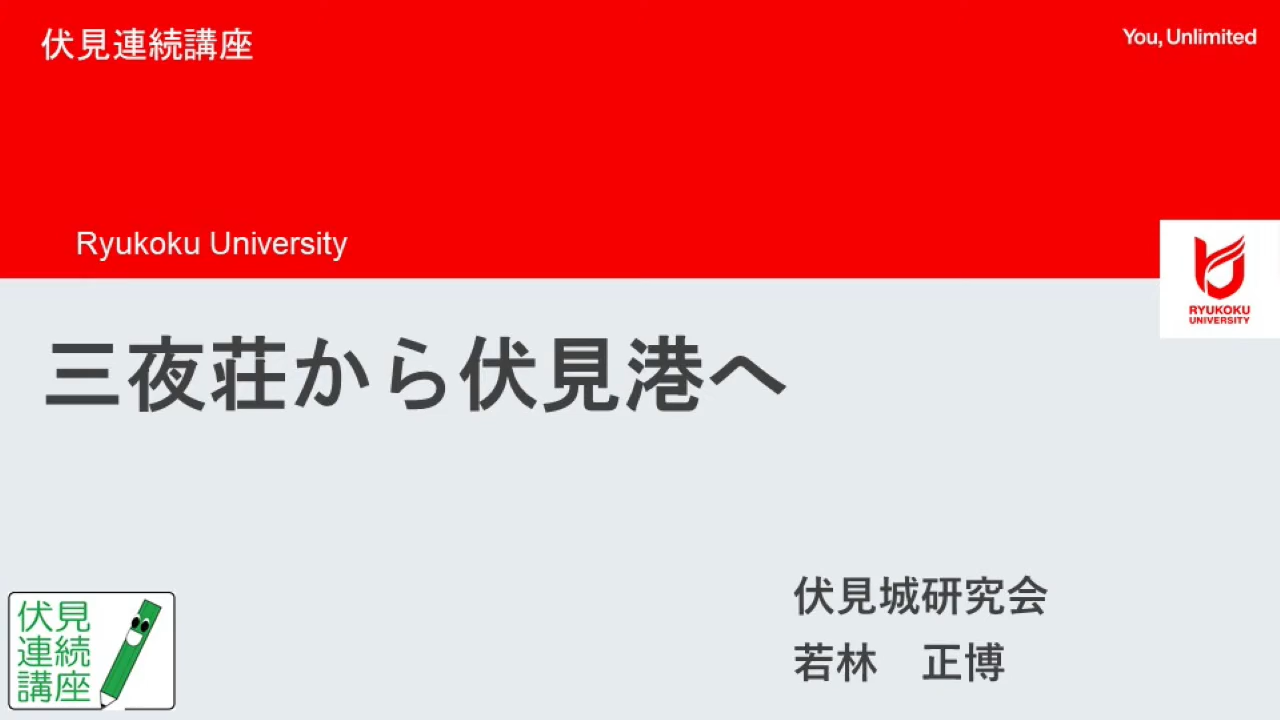 伏見連続講座
You, Unlimited
Ryukoku University
RYUKOKU
UNIVERSITY
三夜荘から伏見港へ
伏見城研究会
若林　正博
伏見
連続
講座